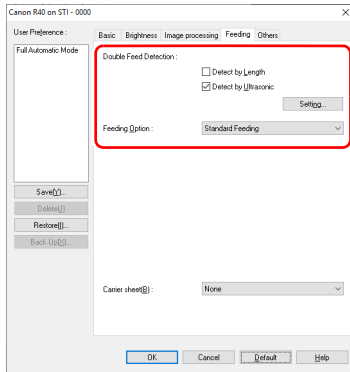 Canon R40 on STI - 0000
User Preference :
Full Automatic Mode
Save(Y)...
Delete(J)
Restore(I)...
Back Up(X)...
Basic Brightness Image processing Feeding Others
Double Feed Detection :
Detect by Length
Detect by Ultrasonic
Setting...
Feeding Option : Standard Feeding
Carrier sheet(R) : None
OK Cancel Default Help